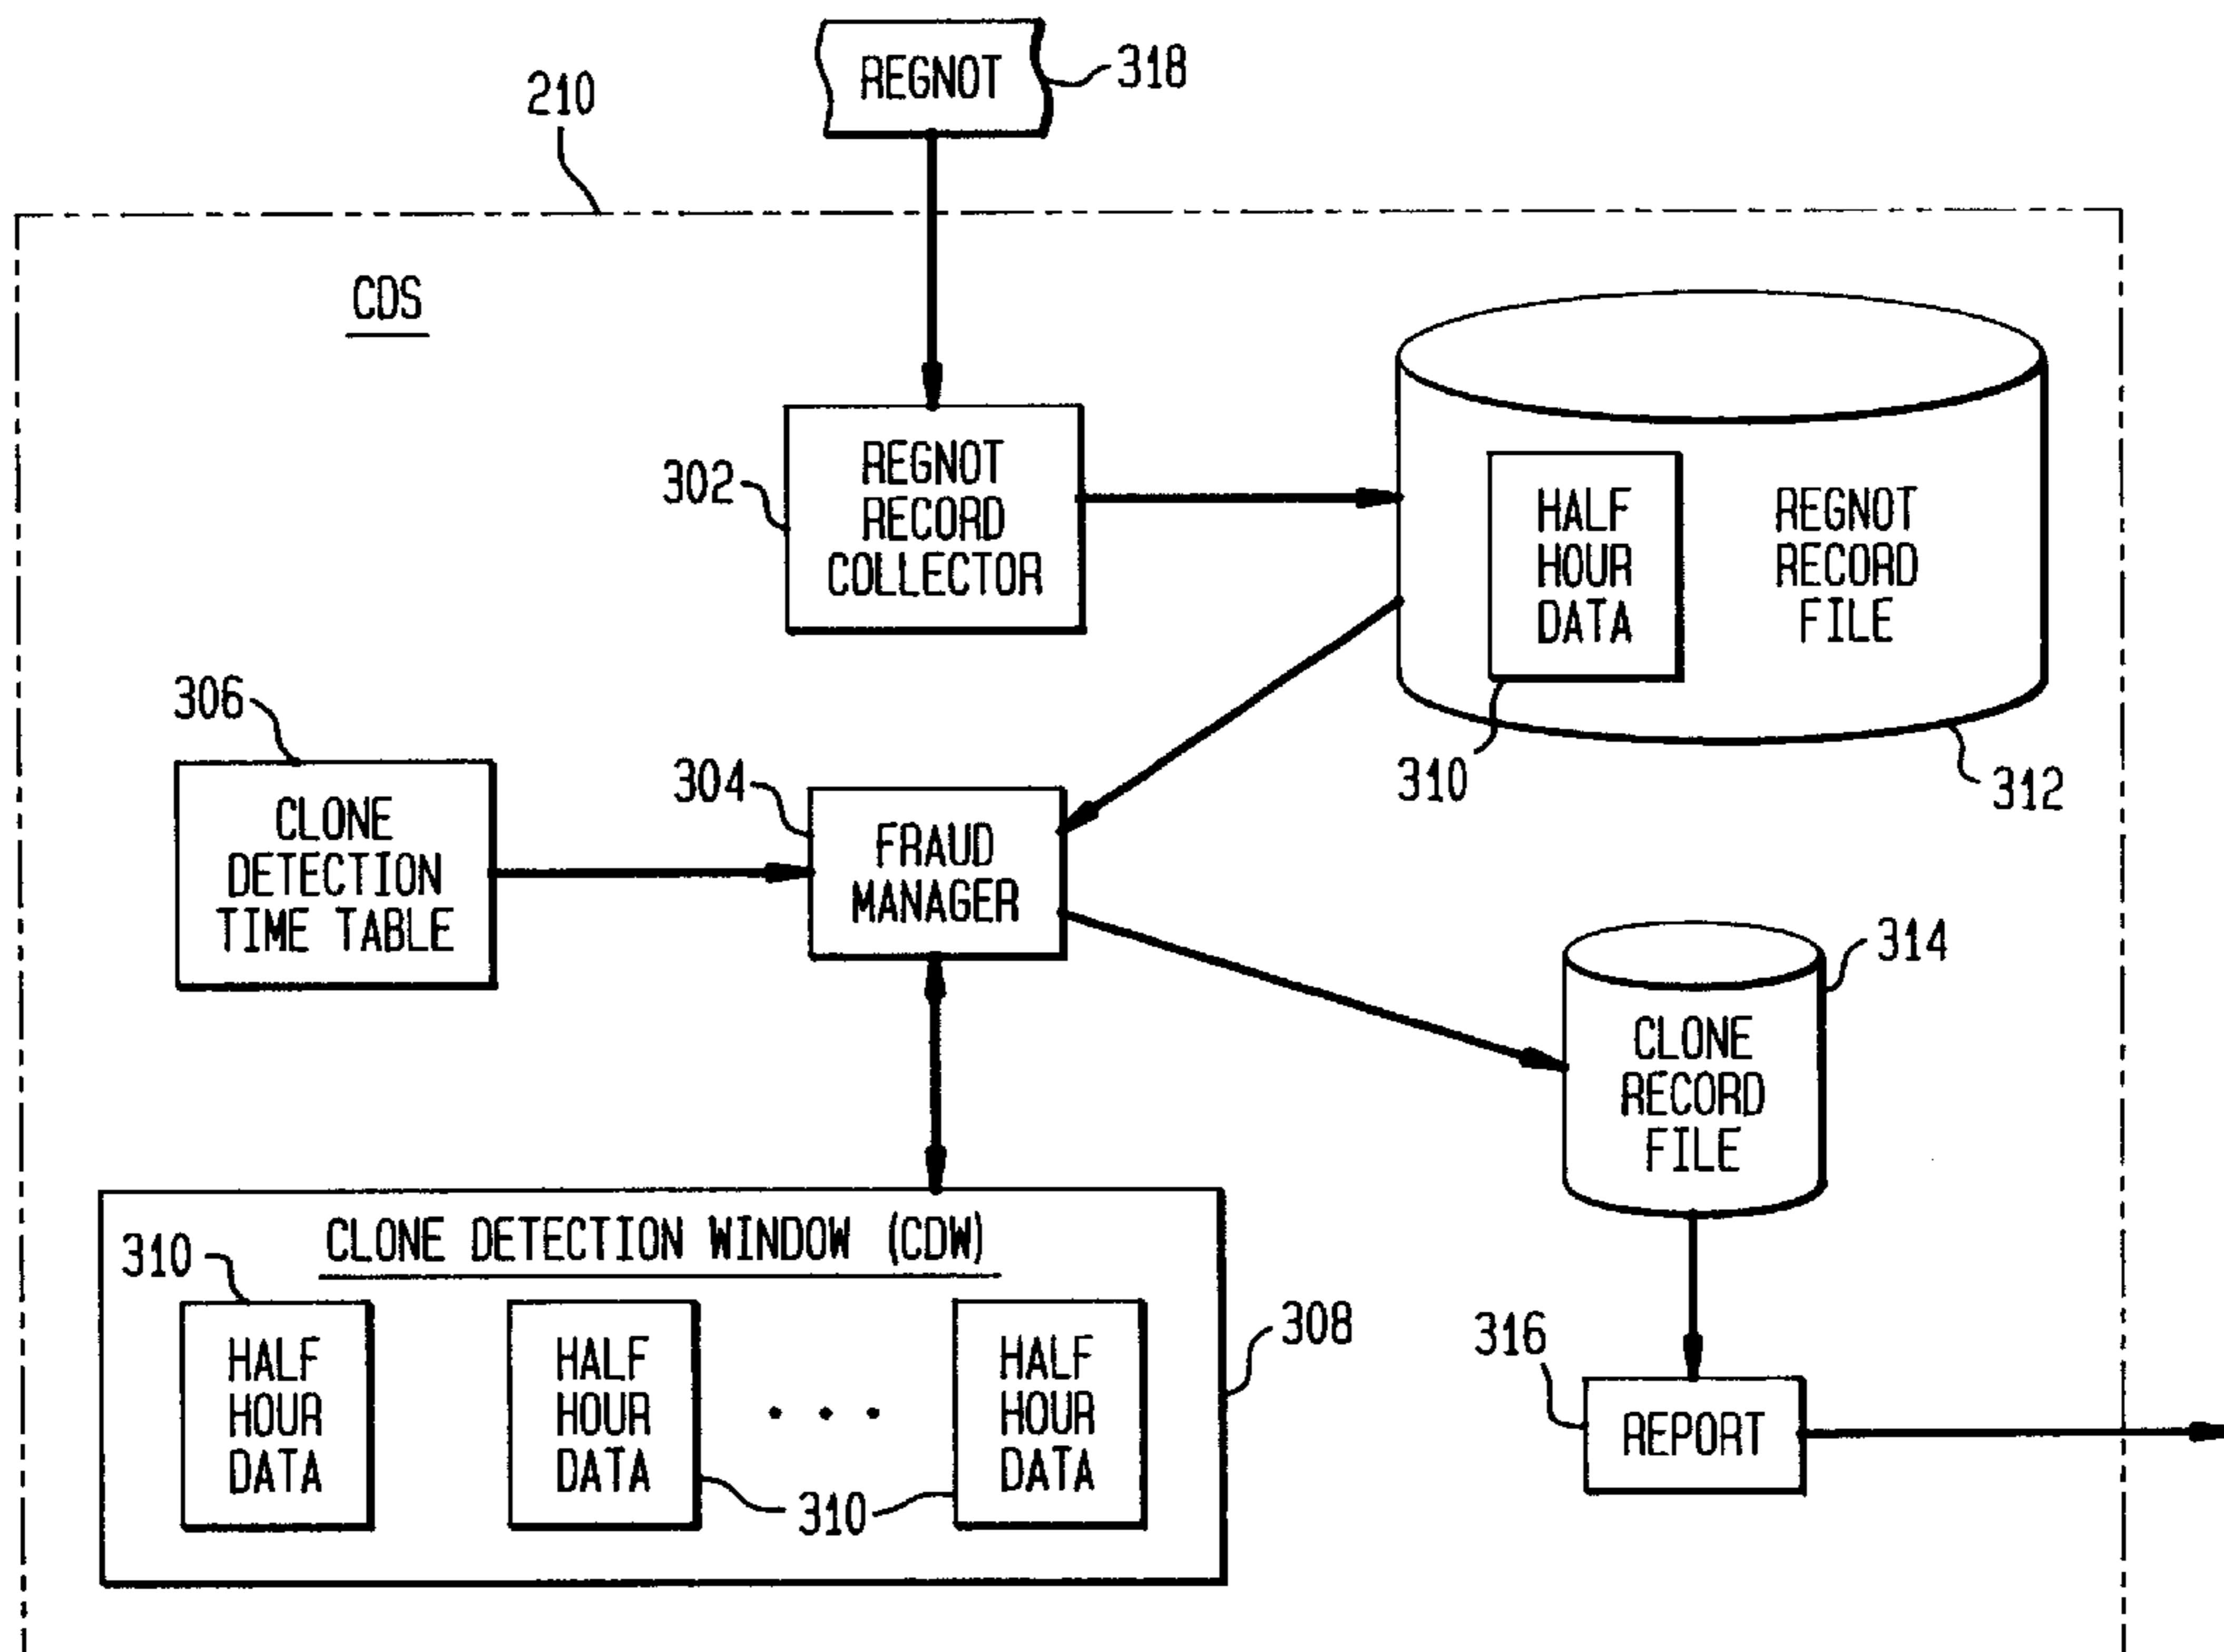 REGNOT
318
210
CDS
302
REGNOT
RECORD
COLLECTOR
HALF
HOUR
DATA
REGNOT
RECORD
FILE
310
312
306
CLONE
DETECTION
TIME TABLE
304
FRAUD
MANAGER
314
CLONE
RECORD
FILE
CLONE DETECTION WINDOW (CDW)
310
HALF
HOUR
DATA
HALF
HOUR
DATA
• • •
HALF
HOUR
DATA
310
308
316
REPORT